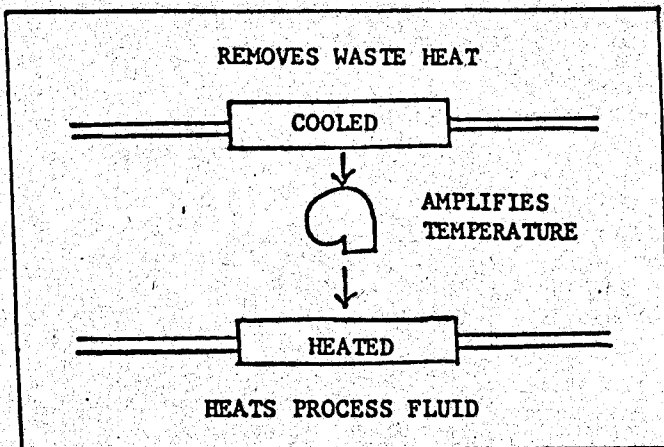 REMOVES WASTE HEAT
COOLED
AMPLIFIES
TEMPERATURE
HEATED
HEATS PROCESS FLUID